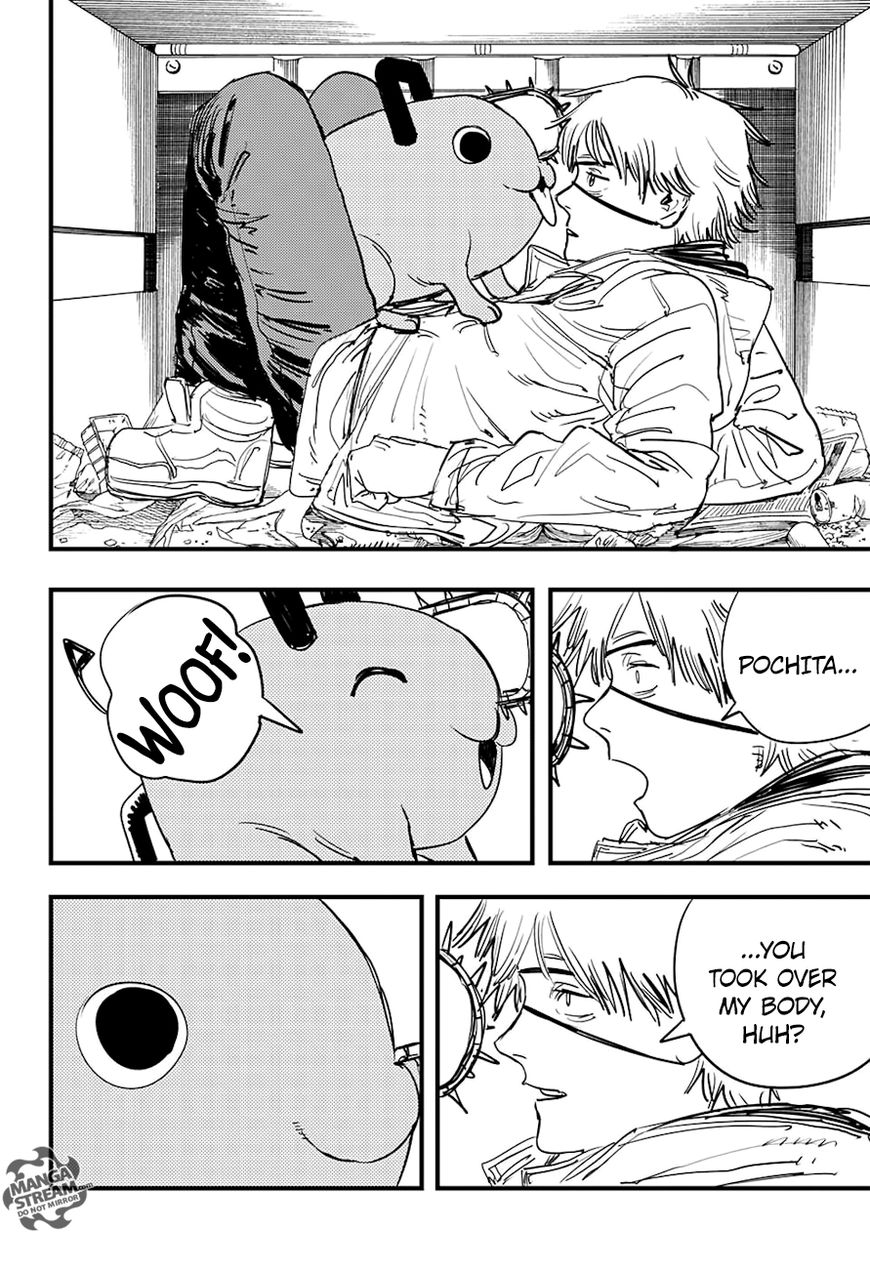 POCHITA...
WOOF!
...YOU
TOOK OVER
MY BODY,
HUH?
MANGA
STREAM.com
DO NOT MIRROR